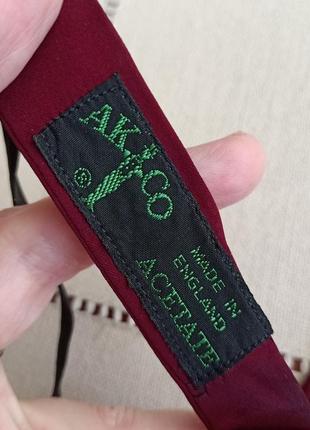 AK CO
®
MADE IN
ENGLAND
ACETATE